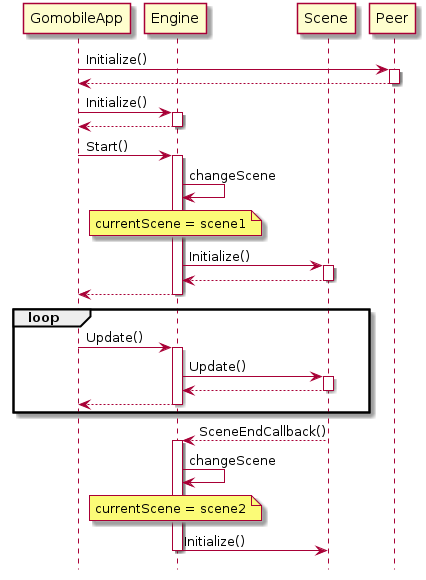 GomobileApp
Engine
Scene
Peer
Initialize()
Initialize()
Start()
changeScene
currentScene = scene1
Initialize()
loop
Update()
Update()
SceneEndCallback()
changeScene
currentScene = scene2
Initialize()